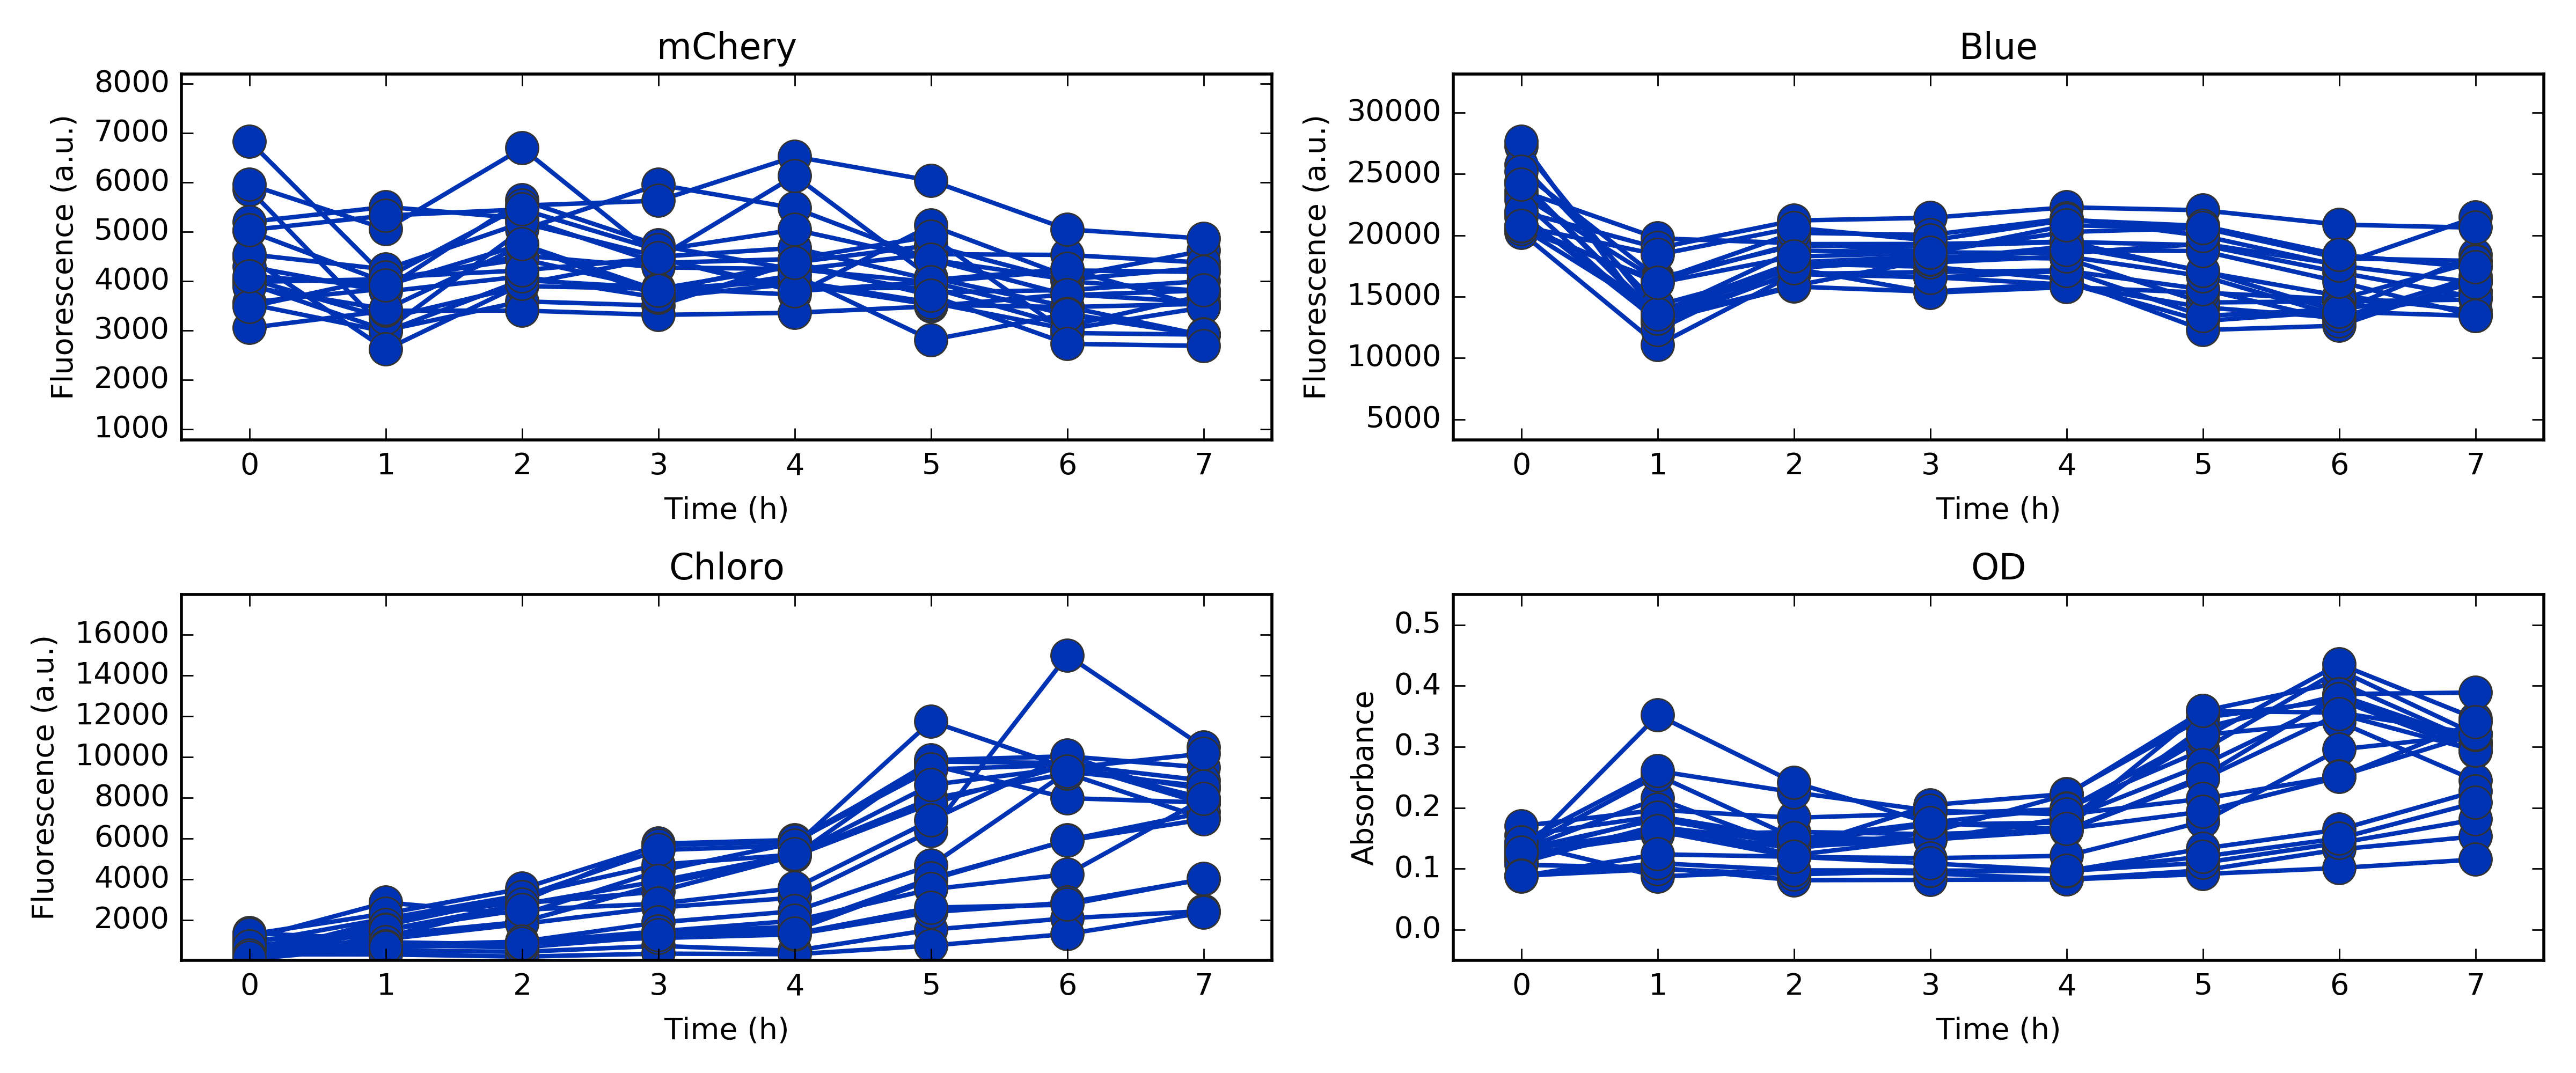 mChery
Fluorescence (a.u.)
8000
7000
6000
5000
4000
3000
2000
1000
0 1 2 3 4 5 6 7
Time (h)
Blue
Fluorescence (a.u.)
30000
25000
20000
15000
10000
5000
0 1 2 3 4 5 6 7
Time (h)
Chloro
Fluorescence (a.u.)
16000
14000
12000
10000
8000
6000
4000
2000
0 1 2 3 4 5 6 7
Time (h)
OD
Absorbance
0.5
0.4
0.3
0.2
0.1
0.0
0 1 2 3 4 5 6 7
Time (h)